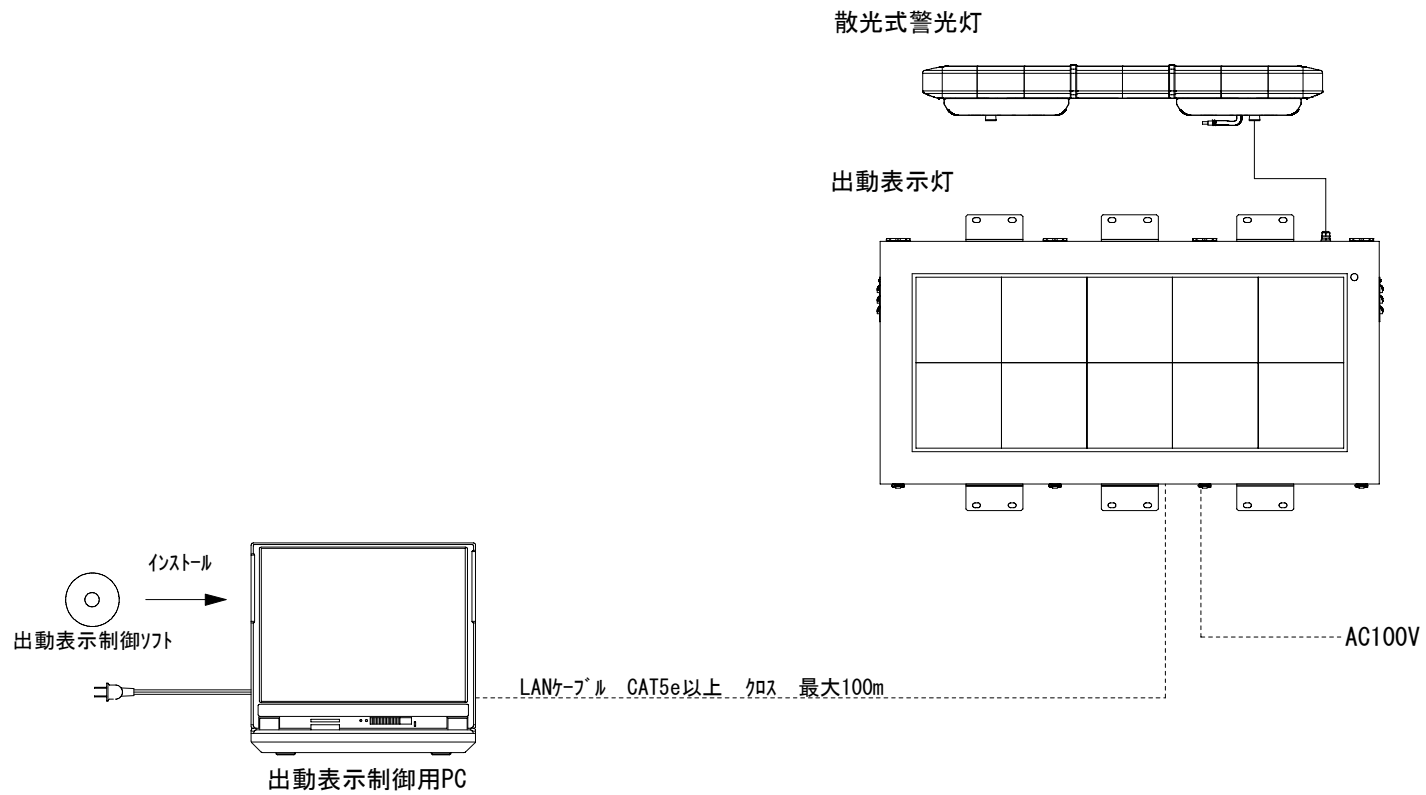 散光式警光灯
出動表示灯
インストール
出動表示制御ソフト
AC100V
LANケーブル CAT5e以上 クロス 最大100m
出動表示制御用PC